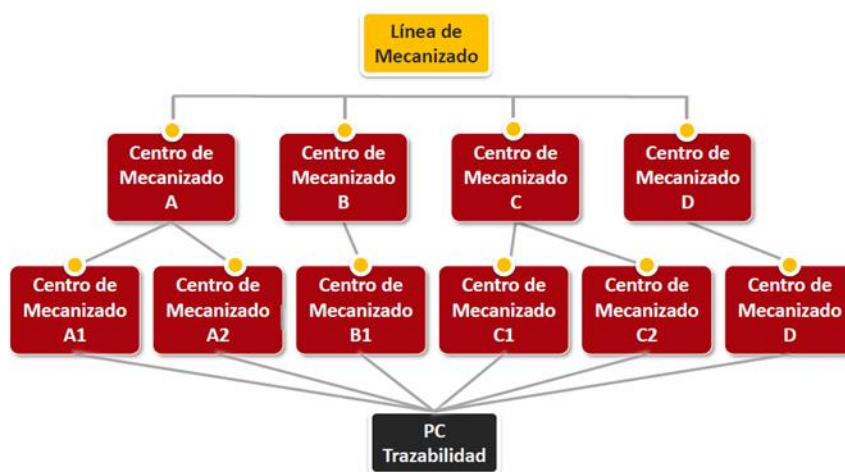 Línea de
Mecanizado
Centro de
Mecanizado
A
Centro de
Mecanizado
B
Centro de
Mecanizado
C
Centro de
Mecanizado
D
Centro de
Mecanizado
A1
Centro de
Mecanizado
A2
Centro de
Mecanizado
B1
Centro de
Mecanizado
C1
Centro de
Mecanizado
C2
Centro de
Mecanizado
D
PC
Trazabilidad